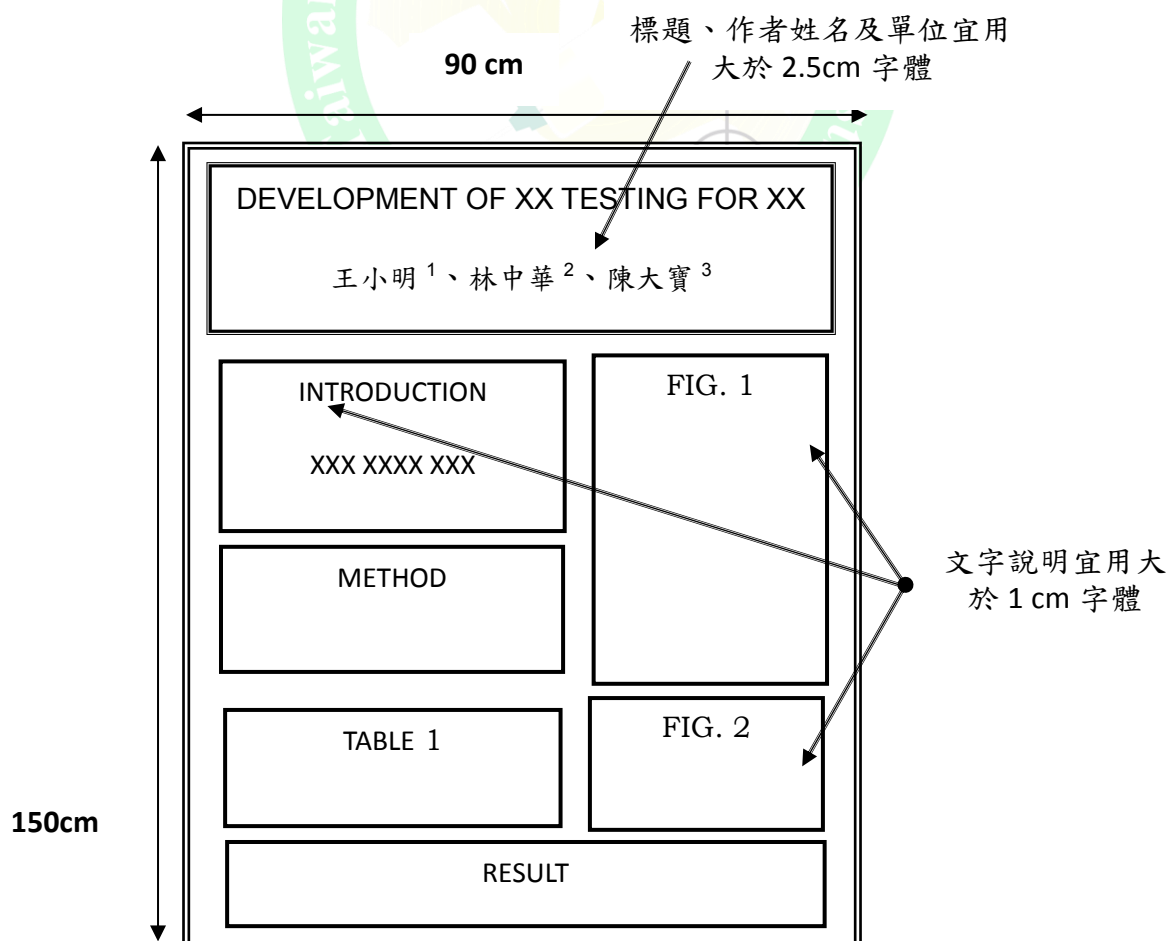 標題、作者姓名及單位宜用
大於 2.5cm 字體
90 cm
DEVELOPMENT OF XX TESTING FOR XX
王小明 1、林中華 2、陳大寶 3
INTRODUCTION
XXX XXXX XXX
FIG. 1
METHOD
文字說明宜用大
於 1 cm 字體
TABLE 1
FIG. 2
150cm
RESULT